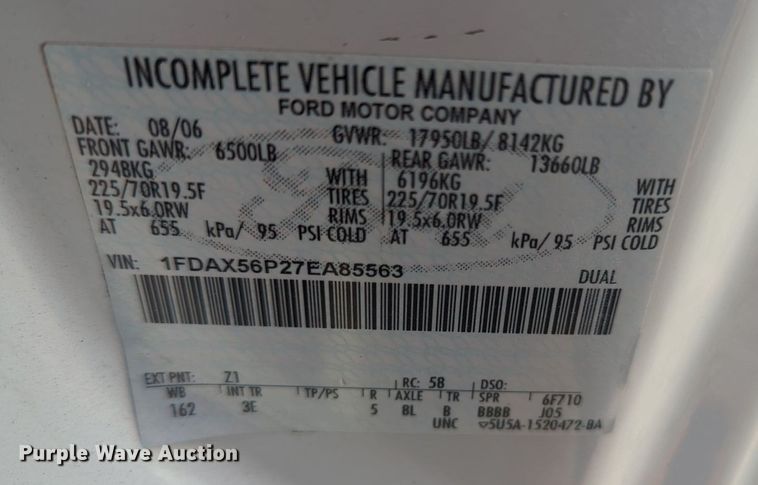 INCOMPLETE VEHICLE MANUFACTURED BY
FORD MOTOR COMPANY
DATE: 08/06 GVWR: 17950LB/ 8142KG
FRONT GAWR: 6500LB REAR GAWR: 13660LB
2948KG WITH 6196KG WITH
225/70R19.5F TIRES 225/70R19.5F TIRES
19.5x6.0RW RIMS 19.5x6.0RW RIMS
AT 655 kPa/ 95 PSI COLD AT 655 kPa/ 95 PSI COLD
VIN: 1FDAX56P27EA85563 DUAL
EXT PNT: Z1 RC: 58 DSO:
WB INT TR TP/PS R AXLE TR SPR 6F710
162 3E 5 BL B BBBB J05
UNC 5U5A-1520472-BA
Purple Wave Auction